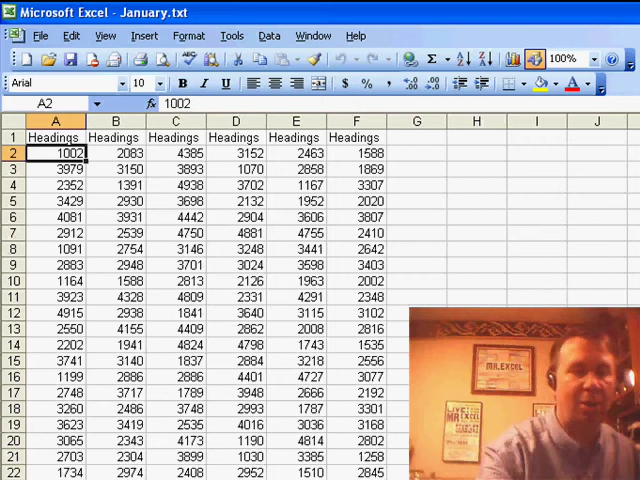 Microsoft Excel - January.txt
File Edit View Insert Format Tools Data Window Help
Σ 100%
Arial 10 B I U $ %
A2 fx 1002
A B C D E F G H I J
1 Headings Headings Headings Headings Headings Headings
2 1002 2083 4385 3152 2463 1588
3 3979 3150 3893 1070 2858 1869
4 2352 1391 4938 3702 1167 3307
5 3429 2930 3698 2132 1952 2020
6 4081 3931 4442 2904 3606 3807
7 2912 2539 4750 4881 4755 2410
8 1091 2754 3146 3248 3441 2642
9 2883 2948 3701 3024 3598 3403
10 1164 1588 2813 2126 1963 2002
11 3923 4328 4809 2331 4291 2348
12 4915 2938 1841 3640 3115 3102
13 2550 4155 4409 2862 2008 2816
14 2202 1941 4824 4798 1743 1535
15 3741 3140 1837 2884 3218 2556
16 1199 2886 2886 4401 4727 3077
17 2748 3717 1789 3948 2666 2192
18 3260 2486 3748 2993 1787 3301
19 3623 3419 2535 4016 3036 3168
20 3065 2343 4173 1190 4814 2802
21 2703 2304 3899 1030 3385 1258
22 1734 2974 2408 2952 1510 2845
MR.EXCEL
LIVE